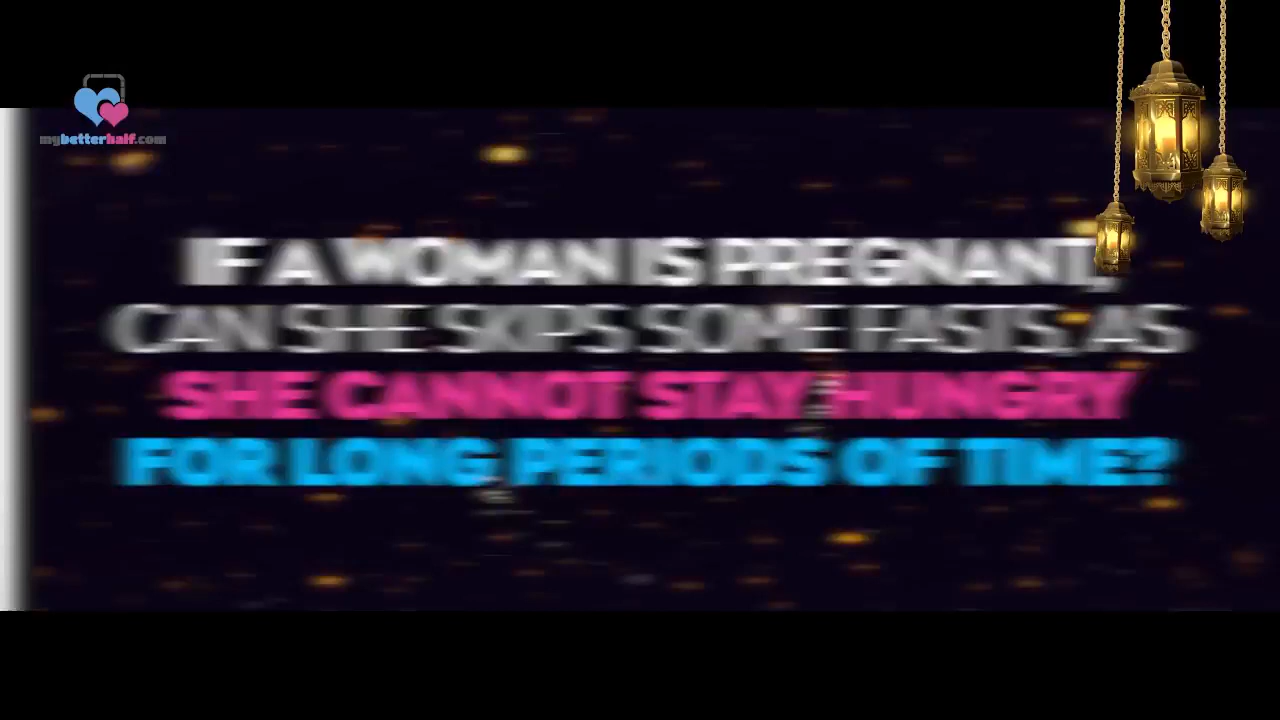 mybetterhalf.com
IF A WOMAN IS PREGNANT,
CAN SHE SKIPS SOME FASTS, AS
SHE CANNOT STAY HUNGRY
FOR LONG PERIODS OF TIME?